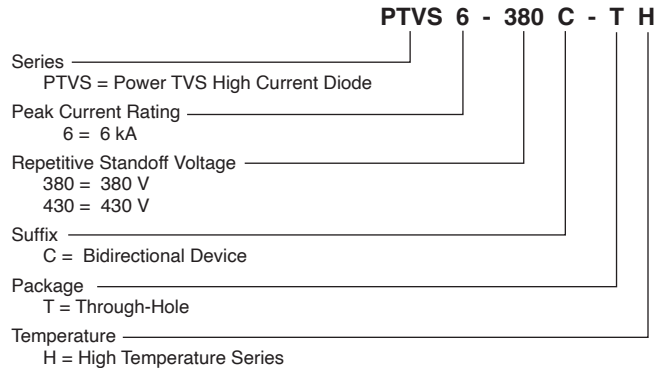 PTVS 6 - 380 C - T H
Series
PTVS = Power TVS High Current Diode
Peak Current Rating
6 = 6 kA
Repetitive Standoff Voltage
380 = 380 V
430 = 430 V
Suffix
C = Bidirectional Device
Package
T = Through-Hole
Temperature
H = High Temperature Series